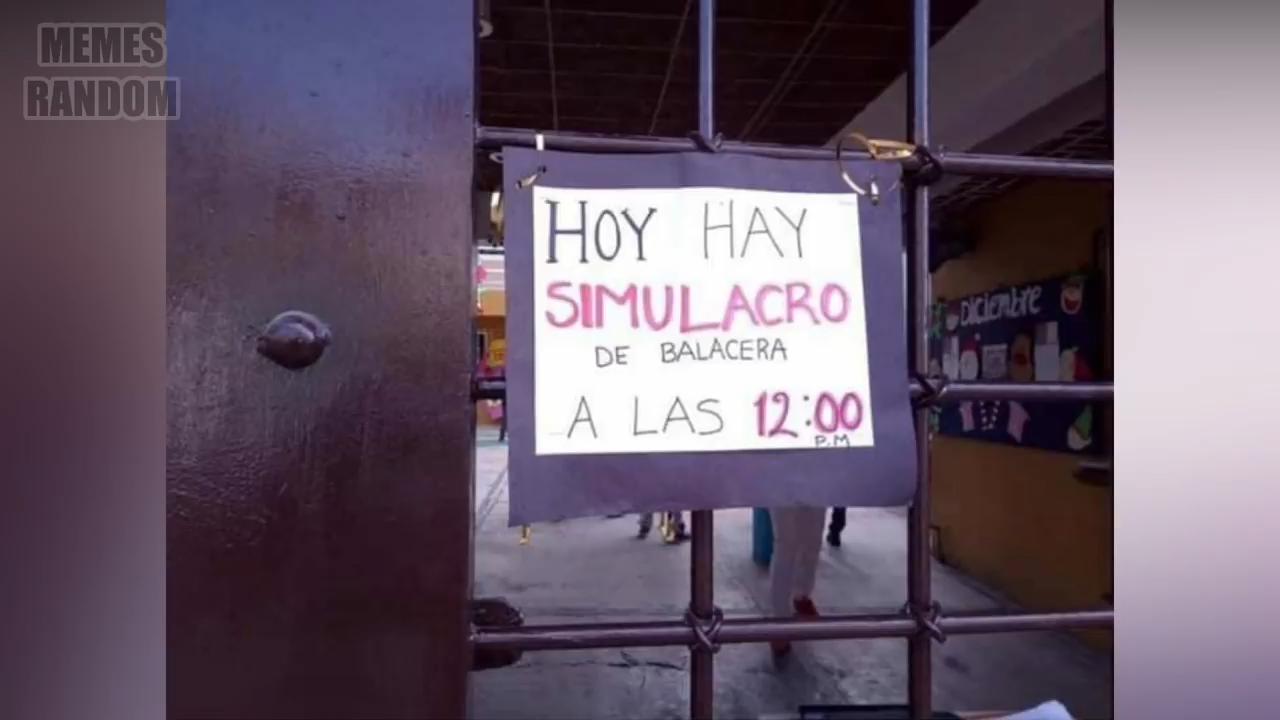 MEMES
RANDOM
HOY HAY
SIMULACRO
DE BALACERA
A LAS 12:00
P.M
Diciembre